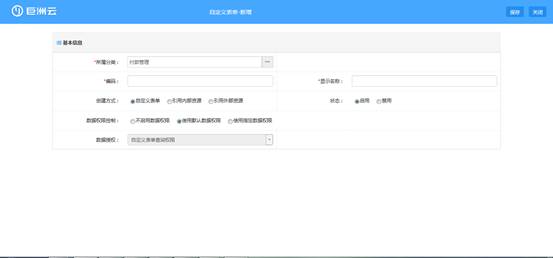 巨洲云 自定义表单-新增 保存 关闭
基本信息
*所属分类： 付款管理 ...
*编码： *显示名称：
创建方式： 自定义表单 引用内部资源 引用外部资源 状态： 启用 禁用
数据权限控制： 不启用数据权限 使用默认数据权限 使用指定数据权限
数据授权： 自定义表单查询权限